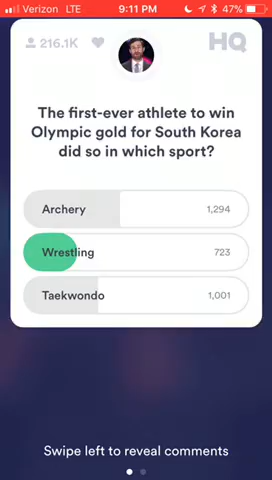 Verizon LTE 9:11 PM 47%
216.1K HQ
The first-ever athlete to win
Olympic gold for South Korea
did so in which sport?
Archery 1,294
Wrestling 723
Taekwondo 1,001
Swipe left to reveal comments